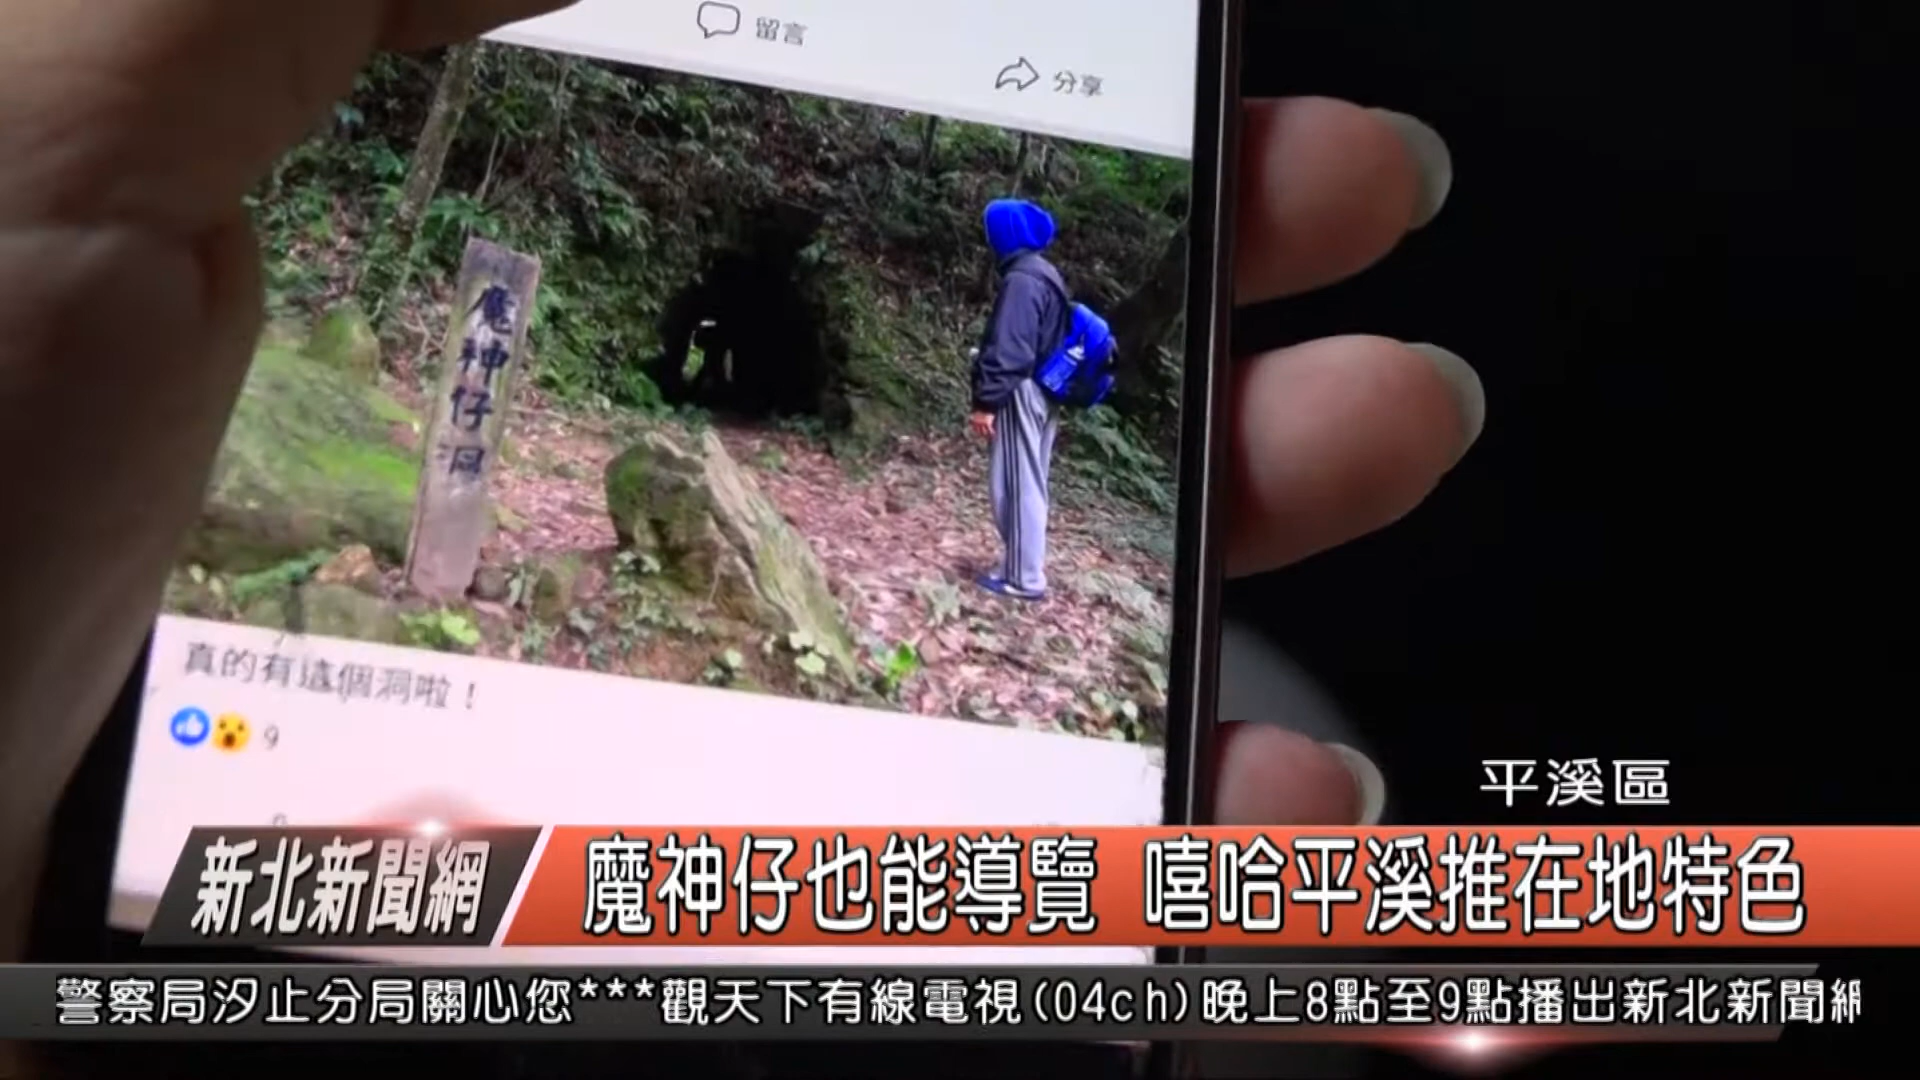 留言
分享
魔神仔洞
真的有這個洞啦！
9
平溪區
新北新聞網
魔神仔也能導覽 嘻哈平溪推在地特色
警察局汐止分局關心您***觀天下有線電視(04ch)晚上8點至9點播出新北新聞網